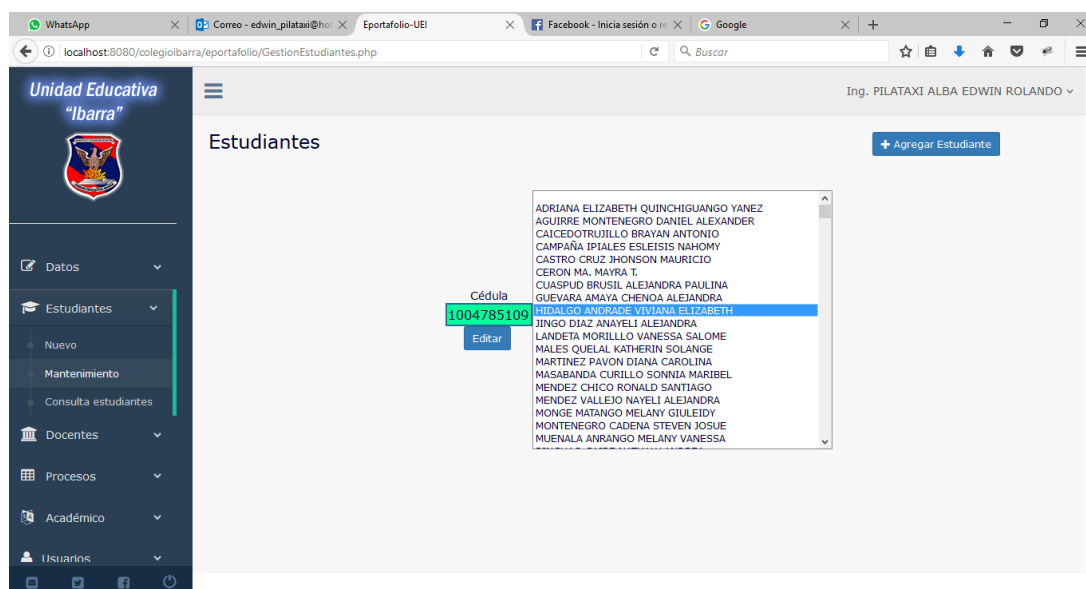 WhatsApp
Correo - edwin_pilataxi@hot
Eportafolio-UEI
Facebook - Inicia sesión o re
Google
localhost:8080/colegioibarra/eportafolio/GestionEstudiantes.php
Buscar
Unidad Educativa
“Ibarra”
Ing. PILATAXI ALBA EDWIN ROLANDO
Estudiantes
+ Agregar Estudiante
Datos
Estudiantes
Nuevo
Mantenimiento
Consulta estudiantes
Docentes
Procesos
Académico
Usuarios
Cédula
1004785109
Editar
ADRIANA ELIZABETH QUINCHIGUANGO YANEZ
AGUIRRE MONTENEGRO DANIEL ALEXANDER
CAICEDOTRUJILLO BRAYAN ANTONIO
CAMPAÑA IPIALES ESLEISIS NAHOMY
CASTRO CRUZ JHONSON MAURICIO
CERON MA. MAYRA T.
CUASPUD BRUSIL ALEJANDRA PAULINA
GUEVARA AMAYA CHENOA ALEJANDRA
HIDALGO ANDRADE VIVIANA ELIZABETH
JINGO DIAZ ANAYELI ALEJANDRA
LANDETA MORILLLO VANESSA SALOME
MALES QUELAL KATHERIN SOLANGE
MARTINEZ PAVON DIANA CAROLINA
MASABANDA CURILLO SONNIA MARIBEL
MENDEZ CHICO RONALD SANTIAGO
MENDEZ VALLEJO NAYELI ALEJANDRA
MONGE MATANGO MELANY GIULEIDY
MONTENEGRO CADENA STEVEN JOSUE
MUENALA ANRANGO MELANY VANESSA